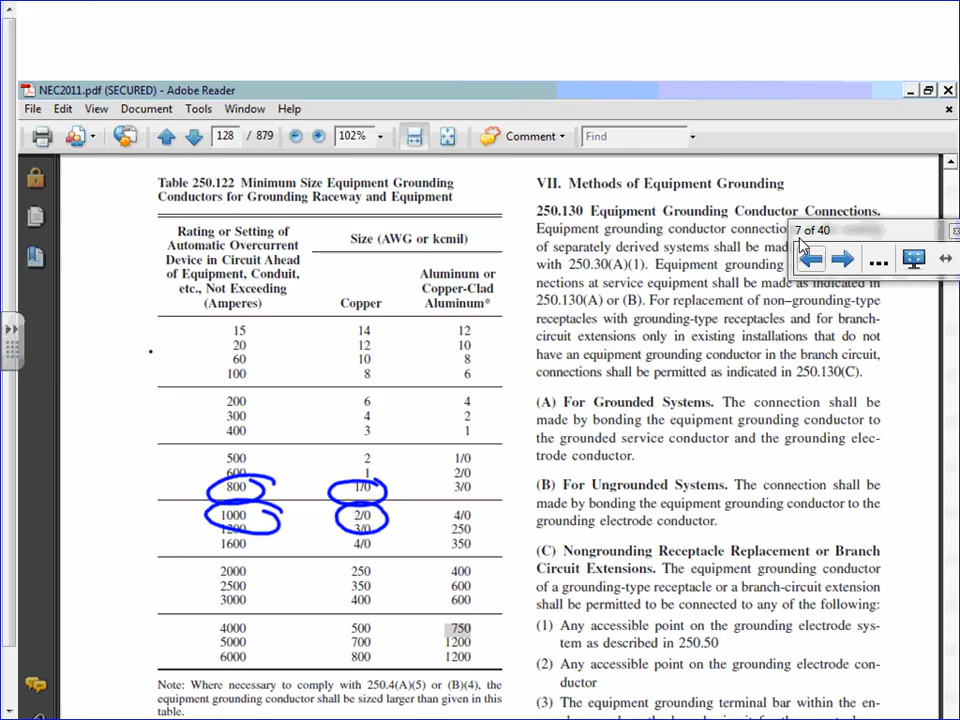 NEC2011.pdf (SECURED) - Adobe Reader
File Edit View Document Tools Window Help
128 / 879 102% Comment Find
Table 250.122 Minimum Size Equipment Grounding
Conductors for Grounding Raceway and Equipment
Rating or Setting of
Automatic Overcurrent
Device in Circuit Ahead
of Equipment, Conduit,
etc., Not Exceeding
(Amperes)
Size (AWG or kcmil)
Copper
Aluminum or
Copper-Clad
Aluminum*
15 14 12
20 12 10
60 10 8
100 8 6
200 6 4
300 4 2
400 3 1
500 2 1/0
600 1 2/0
800 1/0 3/0
1000 2/0 4/0
1200 3/0 250
1600 4/0 350
2000 250 400
2500 350 600
3000 400 600
4000 500 750
5000 700 1200
6000 800 1200
Note: Where necessary to comply with 250.4(A)(5) or (B)(4), the
equipment grounding conductor shall be sized larger than given in this
table.
VII. Methods of Equipment Grounding
250.130 Equipment Grounding Conductor Connections.
Equipment grounding conductor
of separately derived systems shall be
with 250.30(A)(1). Equipment grounding
nections at service equipment shall be made as indicated in
250.130(A) or (B). For replacement of non–grounding-type
receptacles with grounding-type receptacles and for branch-
circuit extensions only in existing installations that do not
have an equipment grounding conductor in the branch circuit,
connections shall be permitted as indicated in 250.130(C).
(A) For Grounded Systems. The connection shall be
made by bonding the equipment grounding conductor to
the grounded service conductor and the grounding elec-
trode conductor.
(B) For Ungrounded Systems. The connection shall be
made by bonding the equipment grounding conductor to the
grounding electrode conductor.
(C) Nongrounding Receptacle Replacement or Branch
Circuit Extensions. The equipment grounding conductor
of a grounding-type receptacle or a branch-circuit extension
shall be permitted to be connected to any of the following:
(1) Any accessible point on the grounding electrode sys-
tem as described in 250.50
(2) Any accessible point on the grounding electrode con-
ductor
(3) The equipment grounding terminal bar within the en-
7 of 40
...